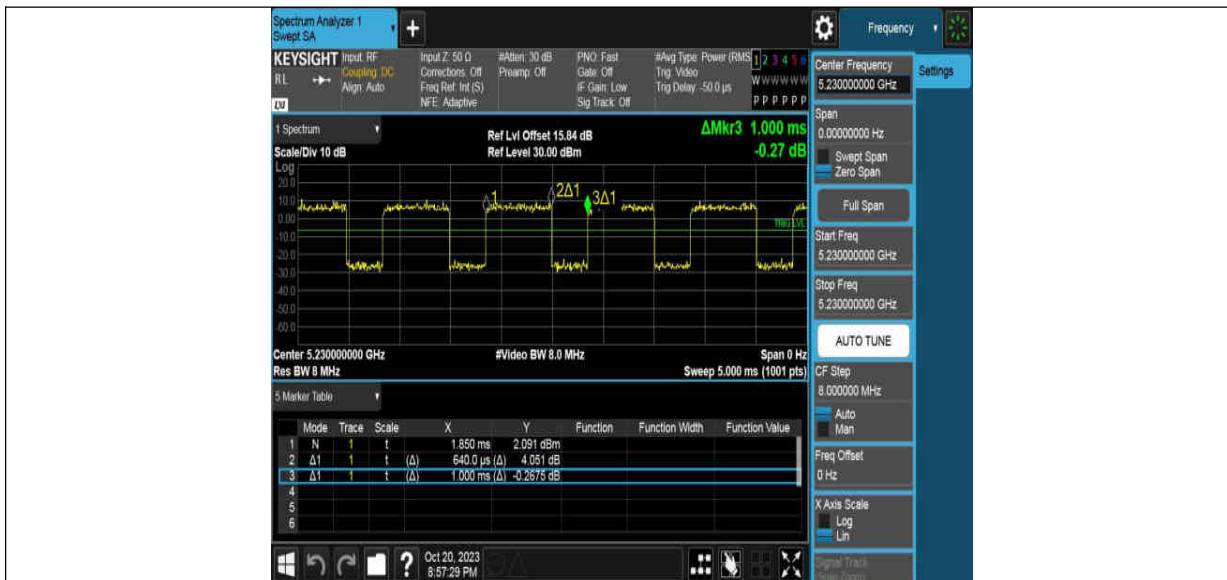 Spectrum Analyzer 1
Swept SA
+
Frequency
KEYSIGHT
RL
LXI
Input: RF
Coupling: DC
Align: Auto
Input Z: 50 Ω
Corrections: Off
Freq Ref: Int (S)
NFE: Adaptive
#Atten: 30 dB
Preamp: Off
PNO: Fast
Gate: Off
IF Gain: Low
Sig Track: Off
#Avg Type: Power (RMS
Trig: Video
Trig Delay: -50.0 µs
1 2 3 4 5 6
W W W W W W
P P P P P P
Center Frequency
5.230000000 GHz
Settings
Span
0.00000000 Hz
Swept Span
Zero Span
Full Span
Start Freq
5.230000000 GHz
Stop Freq
5.230000000 GHz
AUTO TUNE
CF Step
8.000000 MHz
Auto
Man
Freq Offset
0 Hz
X Axis Scale
Log
Lin
Signal Track
1 Spectrum
Scale/Div 10 dB
Ref Lvl Offset 15.84 dB
Ref Level 30.00 dBm
ΔMkr3 1.000 ms
-0.27 dB
Log
20.0
10.0
0.00
-10.0
-20.0
-30.0
-40.0
-50.0
-60.0
1
2Δ1
3Δ1
TRIG LVL
Center 5.230000000 GHz
Res BW 8 MHz
#Video BW 8.0 MHz
Span 0 Hz
Sweep 5.000 ms (1001 pts)
5 Marker Table
Mode Trace Scale X Y Function Function Width Function Value
1 N 1 t 1.850 ms 2.091 dBm
2 Δ1 1 t (Δ) 640.0 µs (Δ) 4.051 dB
3 Δ1 1 t (Δ) 1.000 ms (Δ) -0.2675 dB
4
5
6
?
Oct 20, 2023
8:57:29 PM